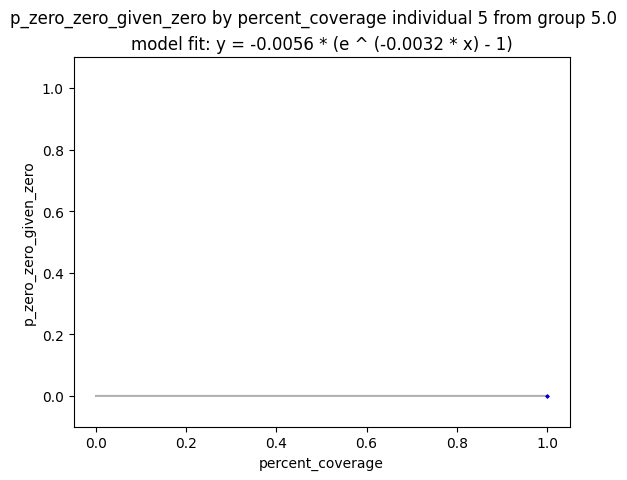 p_zero_zero_given_zero by percent_coverage individual 5 from group 5.0
model fit: y = -0.0056 * (e ^ (-0.0032 * x) - 1)
1.0
0.8
0.6
0.4
0.2
0.0
p_zero_zero_given_zero
0.0 0.2 0.4 0.6 0.8 1.0
percent_coverage